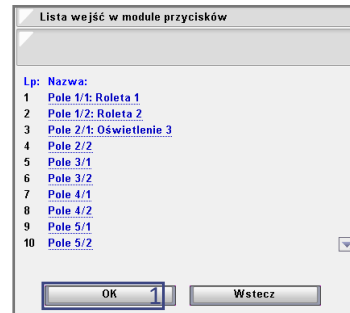 Lista wejść w module przycisków
Lp: Nazwa:
1 Pole 1/1: Roleta 1
2 Pole 1/2: Roleta 2
3 Pole 2/1: Oświetlenie 3
4 Pole 2/2
5 Pole 3/1
6 Pole 3/2
7 Pole 4/1
8 Pole 4/2
9 Pole 5/1
10 Pole 5/2
OK 1 Wstecz